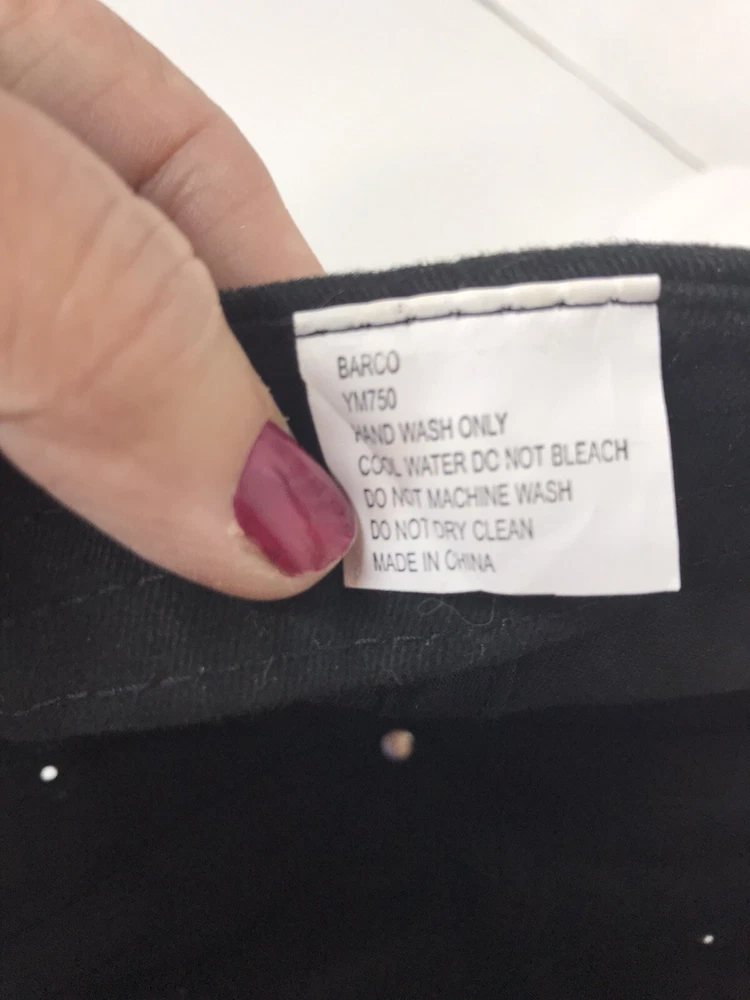 BARCO
YM750
HAND WASH ONLY
COOL WATER DO NOT BLEACH
DO NOT MACHINE WASH
DO NOT DRY CLEAN
MADE IN CHINA